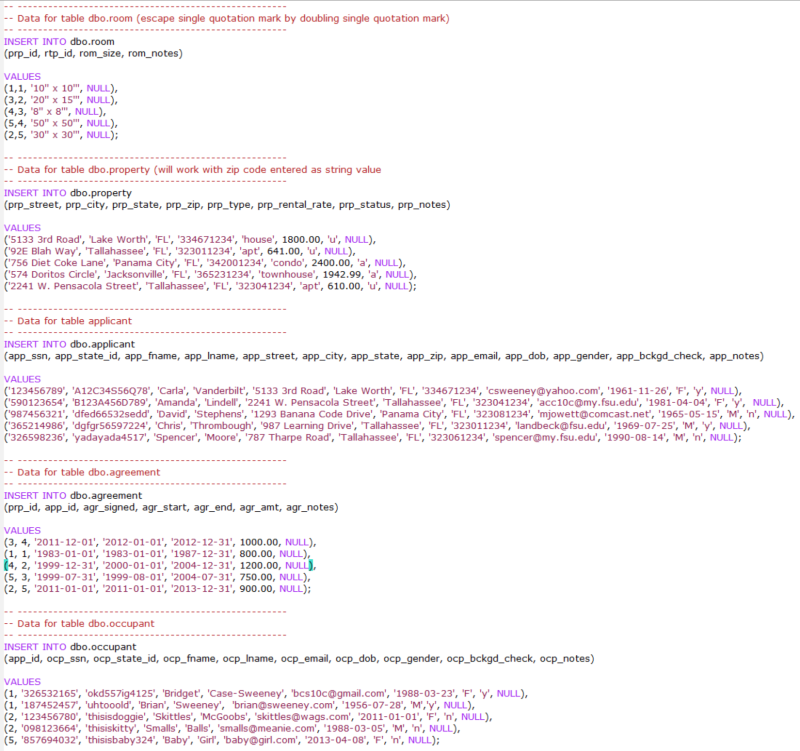 -- -----------------------------------------------------
-- Data for table dbo.room (escape single quotation mark by doubling single quotation mark)
-- -----------------------------------------------------
INSERT INTO dbo.room
(prp_id, rtp_id, rom_size, rom_notes)
VALUES
(1,1, '10'' x 10''', NULL),
(3,2, '20'' x 15''', NULL),
(4,3, '8'' x 8''', NULL),
(5,4, '50'' x 50''', NULL),
(2,5, '30'' x 30''', NULL);
-- -----------------------------------------------------
-- Data for table dbo.property (will work with zip code entered as string value
-- -----------------------------------------------------
INSERT INTO dbo.property
(prp_street, prp_city, prp_state, prp_zip, prp_type, prp_rental_rate, prp_status, prp_notes)
VALUES
('5133 3rd Road', 'Lake Worth', 'FL', '334671234', 'house', 1800.00, 'u', NULL),
('92E Blah Way', 'Tallahassee', 'FL', '323011234', 'apt', 641.00, 'u', NULL),
('756 Diet Coke Lane', 'Panama City', 'FL', '342001234', 'condo', 2400.00, 'a', NULL),
('574 Doritos Circle', 'Jacksonville', 'FL', '365231234', 'townhouse', 1942.99, 'a', NULL),
('2241 W. Pensacola Street', 'Tallahassee', 'FL', '323041234', 'apt', 610.00, 'u', NULL);
-- -----------------------------------------------------
-- Data for table applicant
-- -----------------------------------------------------
INSERT INTO dbo.applicant
(app_ssn, app_state_id, app_fname, app_lname, app_street, app_city, app_state, app_zip, app_email, app_dob, app_gender, app_bckgd_check, app_notes)
VALUES
('123456789', 'A12C34S56Q78', 'Carla', 'Vanderbilt', '5133 3rd Road', 'Lake Worth', 'FL', '334671234', 'csweeney@yahoo.com', '1961-11-26', 'F', 'y', NULL),
('590123654', 'B123A456D789', 'Amanda', 'Lindell', '2241 W. Pensacola Street', 'Tallahassee', 'FL', '323041234', 'acc10c@my.fsu.edu', '1981-04-04', 'F', 'y', NULL),
('987456321', 'dfed66532sedd', 'David', 'Stephens', '1293 Banana Code Drive', 'Panama City', 'FL', '323081234', 'mjowett@comcast.net', '1965-05-15', 'M', 'n', NULL),
('365214986', 'dgfgr56597224', 'Chris', 'Thrombough', '987 Learning Drive', 'Tallahassee', 'FL', '323011234', 'landbeck@fsu.edu', '1969-07-25', 'M', 'y', NULL),
('326598236', 'yadayada4517', 'Spencer', 'Moore', '787 Tharpe Road', 'Tallahassee', 'FL', '323061234', 'spencer@my.fsu.edu', '1990-08-14', 'M', 'n', NULL);
-- -----------------------------------------------------
-- Data for table dbo.agreement
-- -----------------------------------------------------
INSERT INTO dbo.agreement
(prp_id, app_id, agr_signed, agr_start, agr_end, agr_amt, agr_notes)
VALUES
(3, 4, '2011-12-01', '2012-01-01', '2012-12-31', 1000.00, NULL),
(1, 1, '1983-01-01', '1983-01-01', '1987-12-31', 800.00, NULL),
(4, 2, '1999-12-31', '2000-01-01', '2004-12-31', 1200.00, NULL),
(5, 3, '1999-07-31', '1999-08-01', '2004-07-31', 750.00, NULL),
(2, 5, '2011-01-01', '2011-01-01', '2013-12-31', 900.00, NULL);
-- -----------------------------------------------------
-- Data for table dbo.occupant
-- -----------------------------------------------------
INSERT INTO dbo.occupant
(app_id, ocp_ssn, ocp_state_id, ocp_fname, ocp_lname, ocp_email, ocp_dob, ocp_gender, ocp_bckgd_check, ocp_notes)
VALUES
(1, '326532165', 'okd557ig4125', 'Bridget', 'Case-Sweeney', 'bcs10c@gmail.com', '1988-03-23', 'F', 'y', NULL),
(1, '187452457', 'uhtooold', 'Brian', 'Sweeney', 'brian@sweeney.com', '1956-07-28', 'M','y', NULL),
(2, '123456780', 'thisisdoggie', 'Skittles', 'McGoobs', 'skittles@wags.com', '2011-01-01', 'F', 'n', NULL),
(2, '098123664', 'thisiskitty', 'Smalls', 'Balls', 'smalls@meanie.com', '1988-03-05', 'M', 'n', NULL),
(5, '857694032', 'thisisbaby324', 'Baby', 'Girl', 'baby@girl.com', '2013-04-08', 'F', 'n', NULL);